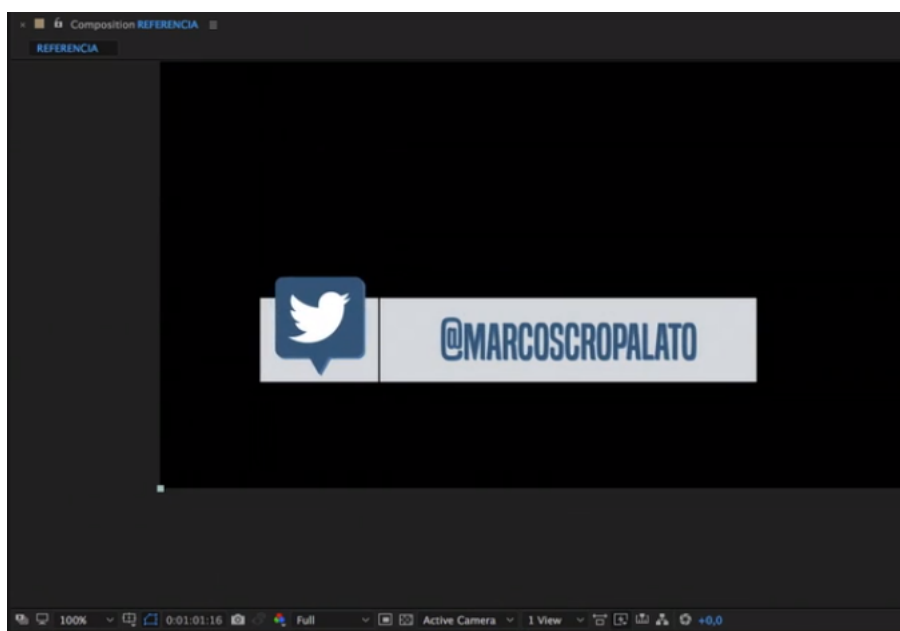 Composition REFERENCIA
REFERENCIA
@MARCOSCROPALATO
100% 0:01:01:16 Full Active Camera 1 View +0,0